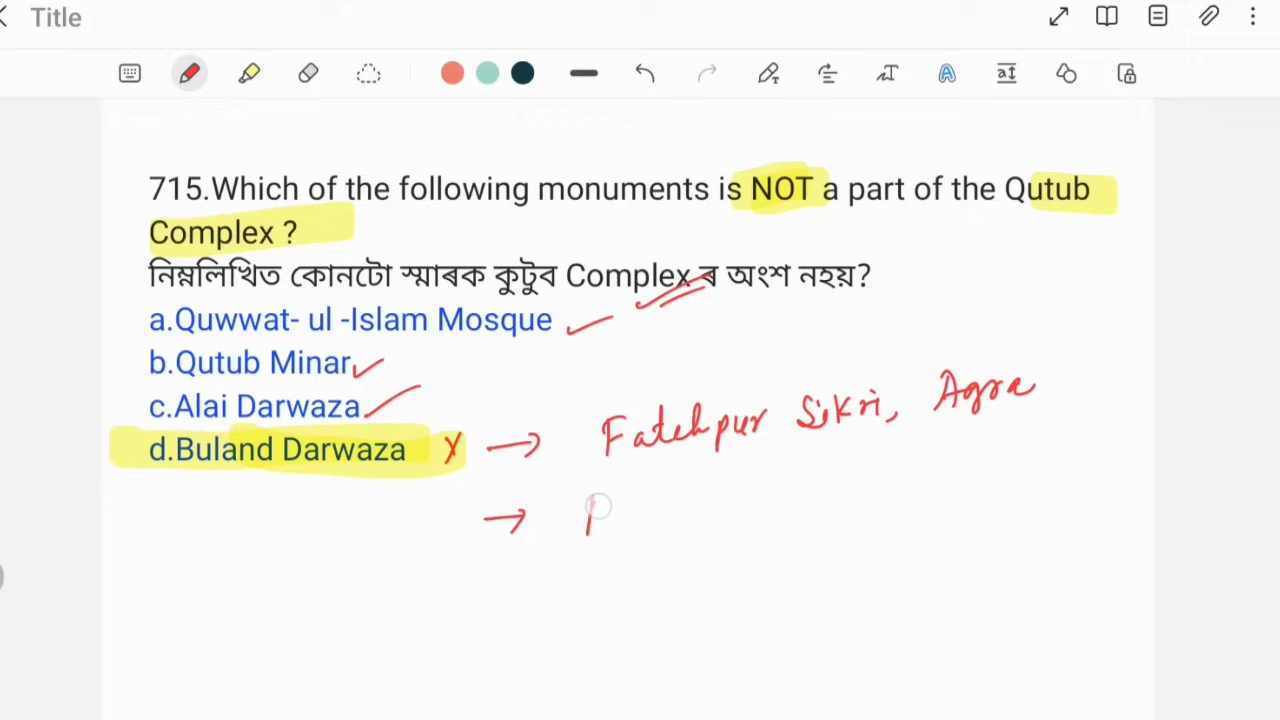 Title
715.Which of the following monuments is NOT a part of the Qutub
Complex ?
নিম্নলিখিত কোনটো স্মাৰক কুটুব Complex ৰ অংশ নহয়?
a.Quwwat- ul -Islam Mosque
b.Qutub Minar
c.Alai Darwaza
d.Buland Darwaza X → Fatehpur Sikri, Agra
→